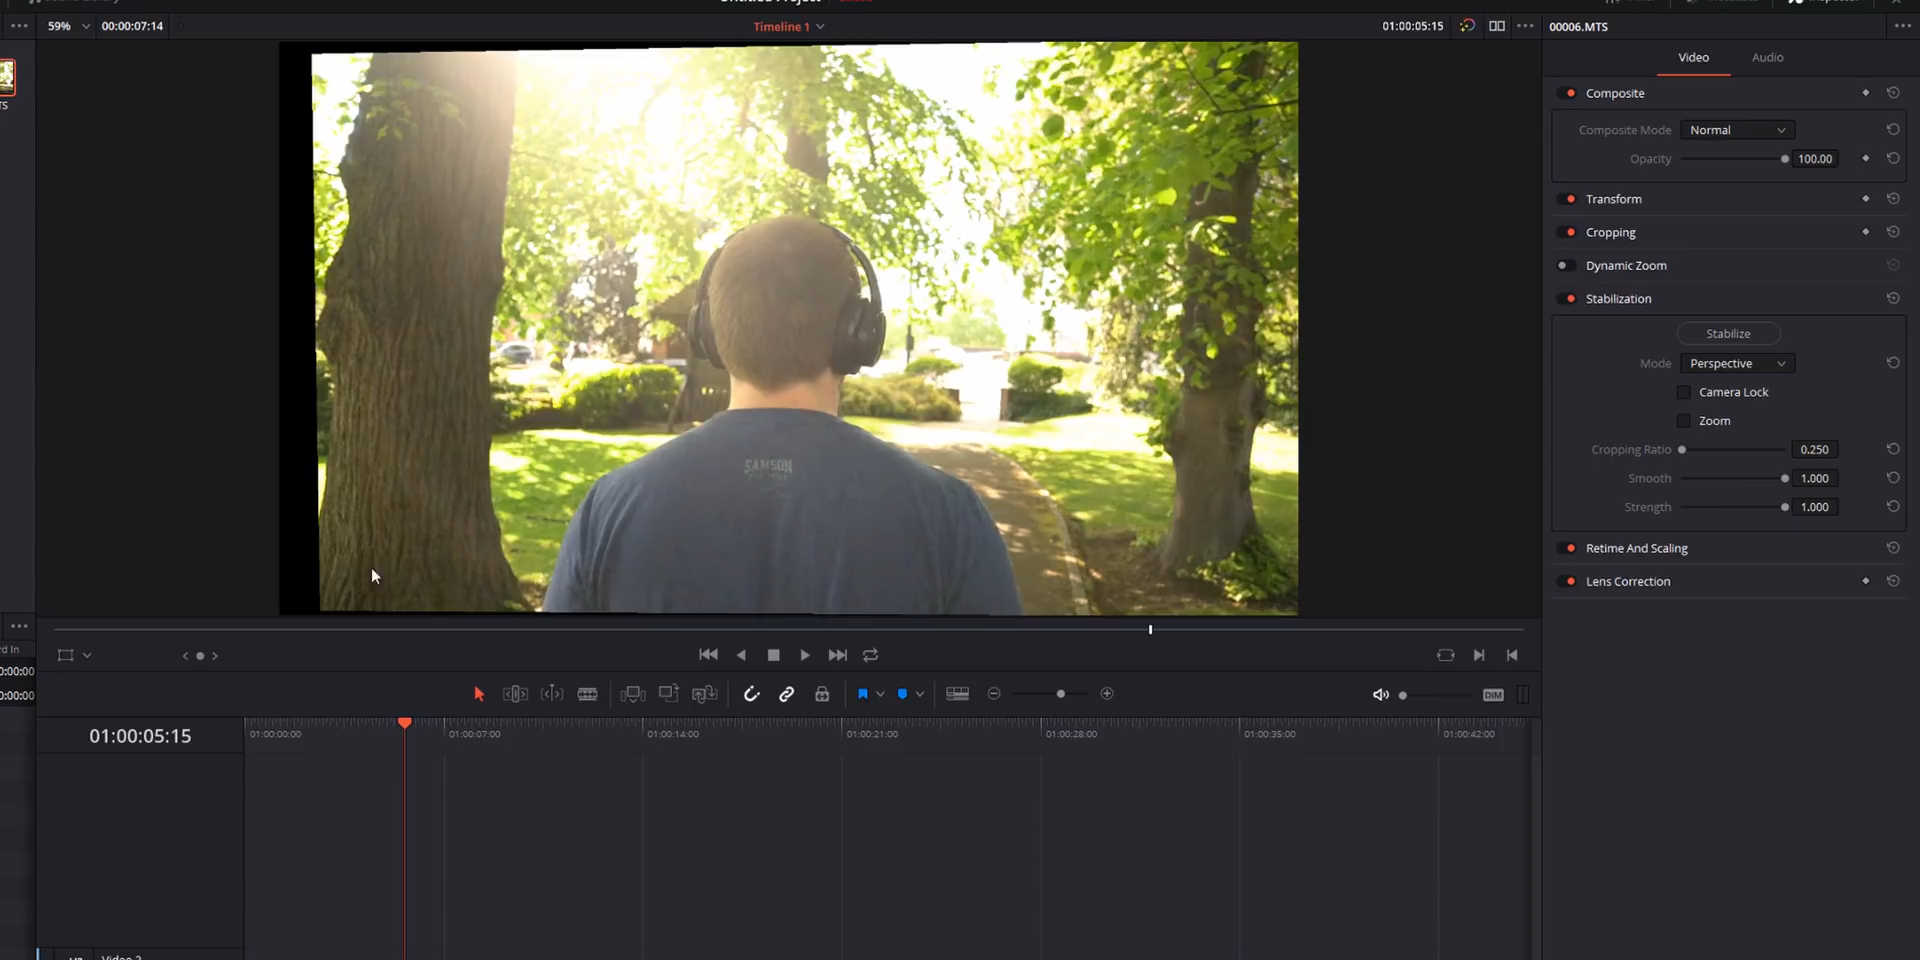 59% 00:00:07:14 Timeline 1 01:00:05:15 00006.MTS
Video Audio
Composite
Composite Mode Normal
Opacity 100.00
Transform
Cropping
Dynamic Zoom
Stabilization
Stabilize
Mode Perspective
Camera Lock
Zoom
Cropping Ratio 0.250
Smooth 1.000
Strength 1.000
Retime And Scaling
Lens Correction
SAMSON
DIM
01:00:05:15
01:00:00:00 01:00:07:00 01:00:14:00 01:00:21:00 01:00:28:00 01:00:35:00 01:00:42:00